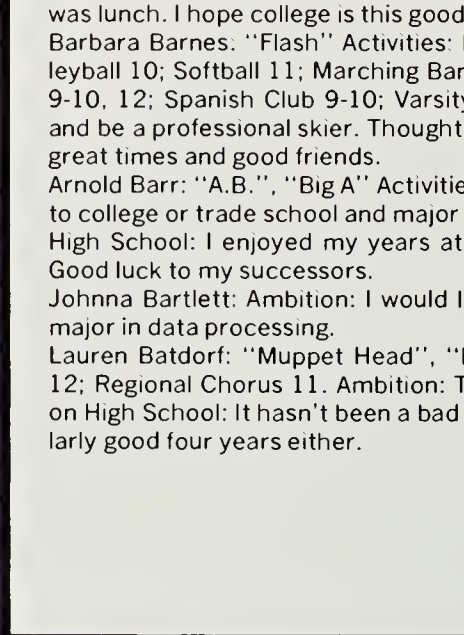 was lunch. I hope college is this good
Barbara Barnes: "Flash" Activities:
leyball 10; Softball 11; Marching Ban
9-10, 12; Spanish Club 9-10; Varsity
and be a professional skier. Thought
great times and good friends.
Arnold Barr: "A.B.", "Big A" Activitie
to college or trade school and major
High School: I enjoyed my years at
Good luck to my successors.
Johnna Bartlett: Ambition: I would l
major in data processing.
Lauren Batdorf: "Muppet Head", "
12; Regional Chorus 11. Ambition: T
on High School: It hasn't been a bad
larly good four years either.